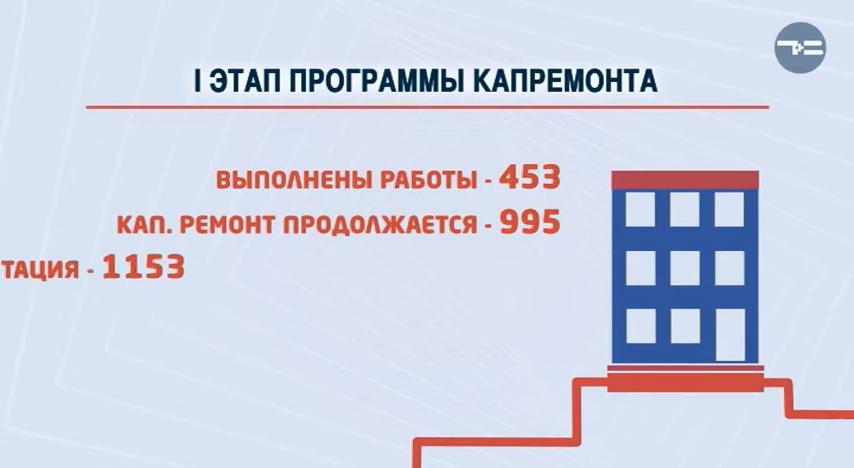 I ЭТАП ПРОГРАММЫ КАПРЕМОНТА
ВЫПОЛНЕНЫ РАБОТЫ - 453
КАП. РЕМОНТ ПРОДОЛЖАЕТСЯ - 995
ТАЦИЯ - 1153